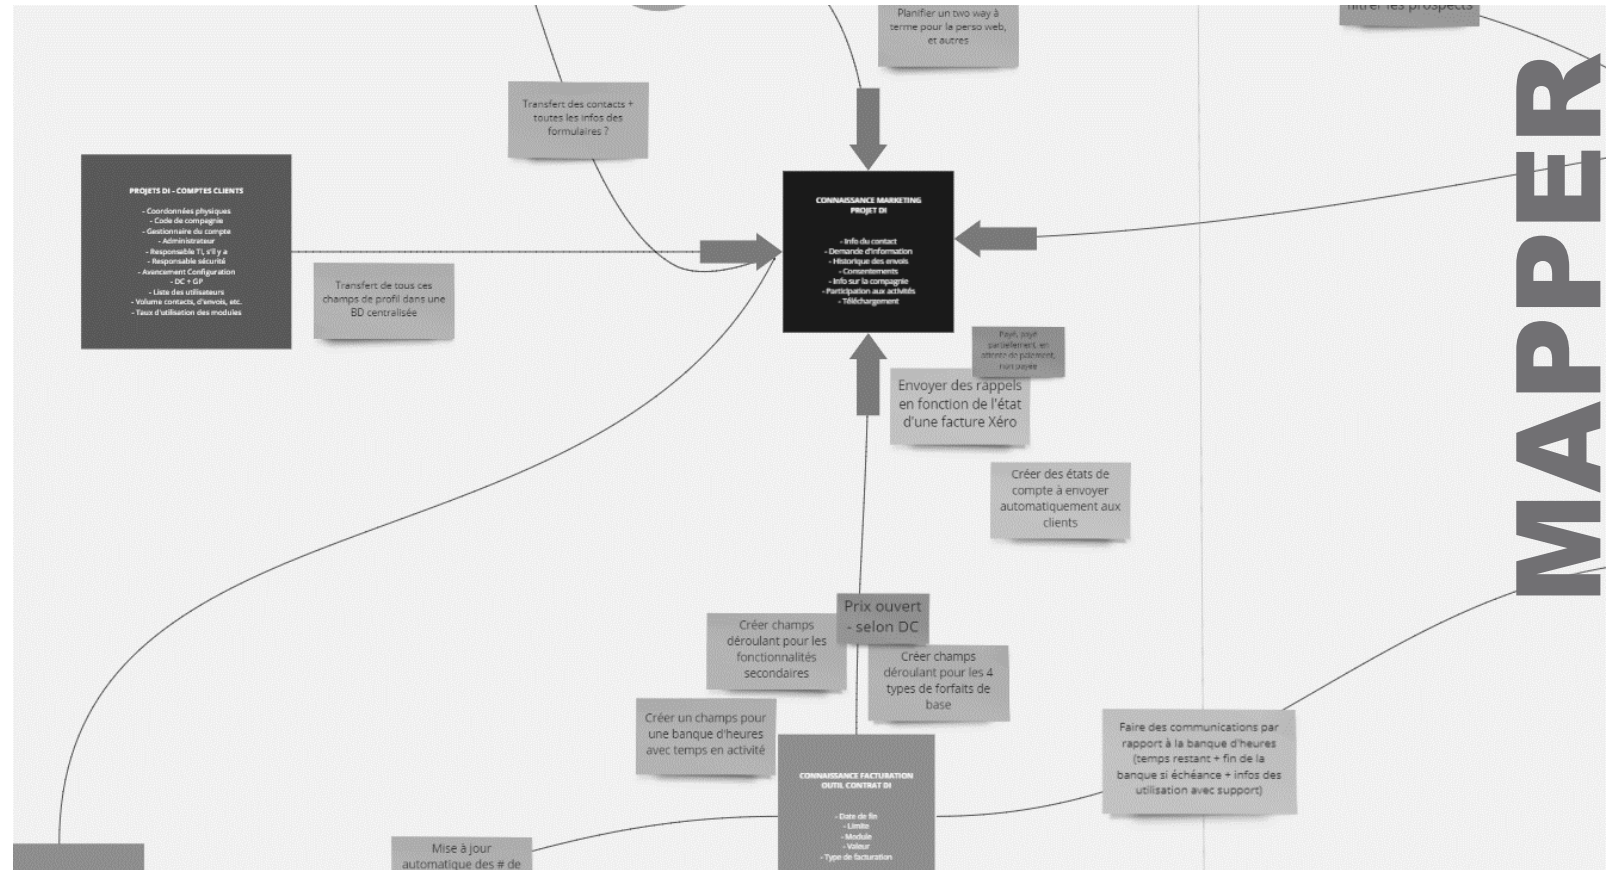 Planifier un two way à
terme pour la perso web,
et autres
filtrer les prospects
MAPPER
Transfert des contacts +
toutes les infos des
formulaires ?
PROJETS DI - COMPTES CLIENTS
- Coordonnées physiques
- Code de compagnie
- Gestionnaire du compte
- Administrateur
- Responsable TI, s'il y a
- Responsable sécurité
- Avancement Configuration
- DC + GP
- Liste des utilisateurs
- Volume contacts, d'envois, etc.
- Taux d'utilisation des modules
Transfert de tous ces
champs de profil dans une
BD centralisée
CONNAISSANCE MARKETING
PROJET DI
- Info du contact
- Demande d'information
- Historique des envois
- Consentements
- Info sur la compagnie
- Participation aux activités
- Téléchargement
Payé, payé
partiellement, en
attente de paiement,
non payée
Envoyer des rappels
en fonction de l'état
d'une facture Xéro
Créer des états de
compte à envoyer
automatiquement aux
clients
Prix ouvert
- selon DC
Créer champs
déroulant pour les
fonctionnalités
secondaires
Créer champs
déroulant pour les 4
types de forfaits de
base
Créer un champs pour
une banque d'heures
avec temps en activité
CONNAISSANCE FACTURATION
OUTIL CONTRAT DI
- Date de fin
- Limite
- Module
- Valeur
- Type de facturation
Faire des communications par
rapport à la banque d'heures
(temps restant + fin de la
banque si échéance + infos des
utilisation avec support)
Mise à jour
automatique des # de